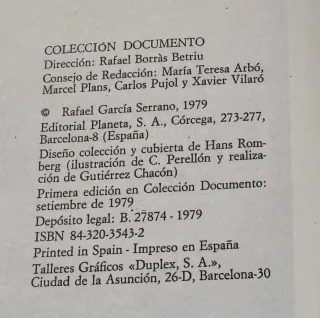 COLECCIÓN DOCUMENTO
Dirección: Rafael Borràs Betriu
Consejo de Redacción: María Teresa Arbó,
Marcel Plans, Carlos Pujol y Xavier Vilaró
© Rafael García Serrano, 1979
Editorial Planeta, S. A., Córcega, 273-277,
Barcelona-8 (España)
Diseño colección y cubierta de Hans Rom-
berg (ilustración de C. Perellón y realiza-
ción de Gutiérrez Chacón)
Primera edición en Colección Documento:
setiembre de 1979
Depósito legal: B. 27874 - 1979
ISBN 84-320-3543-2
Printed in Spain - Impreso en España
Talleres Gráficos «Duplex, S. A.»,
Ciudad de la Asunción, 26-D, Barcelona-30